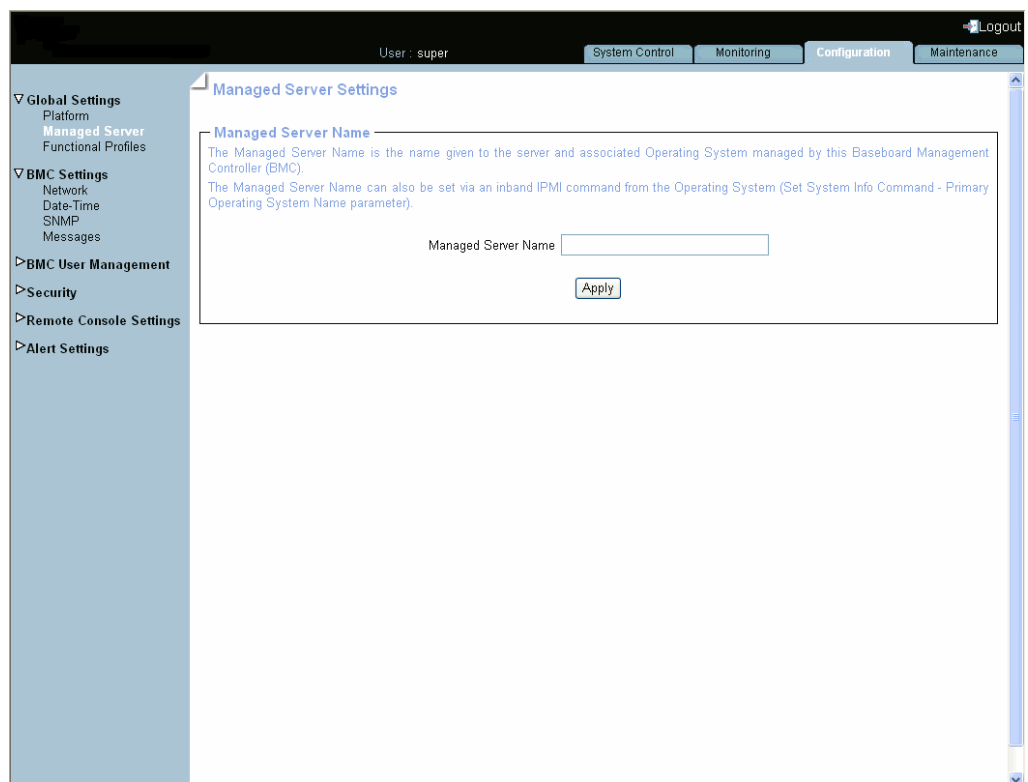 Logout
User : super
System Control
Monitoring
Configuration
Maintenance
Global Settings
Platform
Managed Server
Functional Profiles
BMC Settings
Network
Date-Time
SNMP
Messages
BMC User Management
Security
Remote Console Settings
Alert Settings
Managed Server Settings
Managed Server Name
The Managed Server Name is the name given to the server and associated Operating System managed by this Baseboard Management
Controller (BMC).
The Managed Server Name can also be set via an inband IPMI command from the Operating System (Set System Info Command - Primary
Operating System Name parameter).
Managed Server Name
Apply